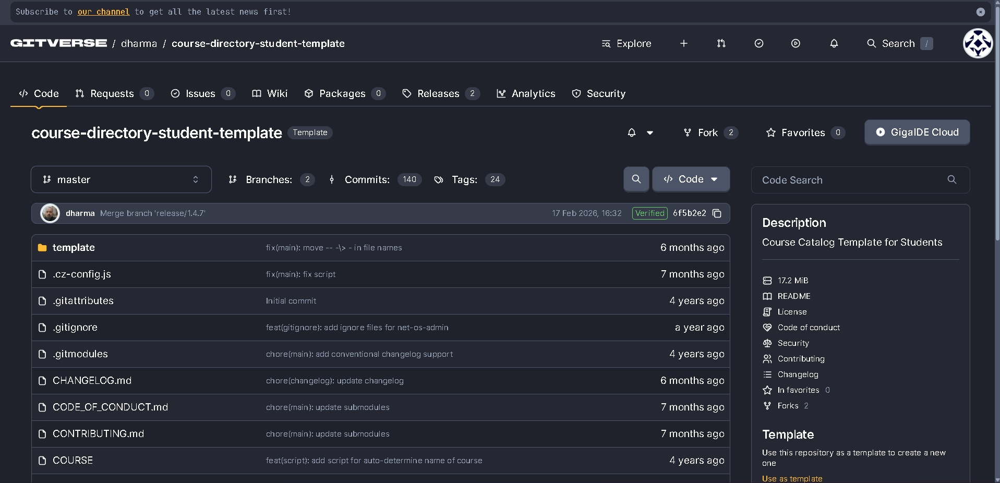 Subscribe to our channel to get all the latest news first!
GITVERSE / dharma / course-directory-student-template
Explore
Search /
Code
Requests 0
Issues 0
Wiki
Packages 0
Releases 2
Analytics
Security
course-directory-student-template Template
Fork 2
Favorites 0
GigaIDE Cloud
master
Branches: 2
Commits: 140
Tags: 24
Code
Code Search
dharma Merge branch 'release/1.4.7' 17 Feb 2026, 16:32 Verified 6f5b2e2
template fix(main): move -- -\> - in file names 6 months ago
.cz-config.js fix(main): fix script 7 months ago
.gitattributes Initial commit 4 years ago
.gitignore feat(gitignore): add ignore files for net-os-admin a year ago
.gitmodules chore(main): add conventional changelog support 4 years ago
CHANGELOG.md chore(changelog): update changelog 6 months ago
CODE_OF_CONDUCT.md chore(main): update submodules 7 months ago
CONTRIBUTING.md chore(main): update submodules 7 months ago
COURSE feat(script): add script for auto-determine name of course 4 years ago
Description
Course Catalog Template for Students
17.2 MiB
README
License
Code of conduct
Security
Contributing
Changelog
In favorites 0
Forks 2
Template
Use this repository as a template to create a new
one
Use as template